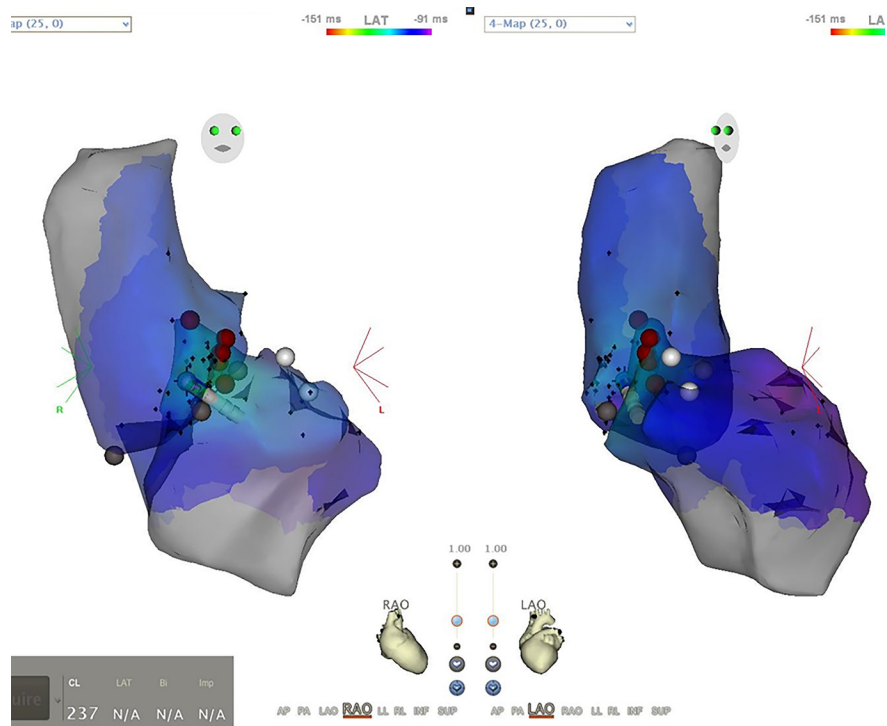 ap (25, 0)
-151 ms LAT -91 ms
4-Map (25, 0)
-151 ms LA
R
L
1.00 1.00
RAO
LAO
CL LAT Bi Imp
uire
237 N/A N/A N/A
AP PA LAO RAO LL RL INF SUP
AP PA LAO RAO LL RL INF SUP